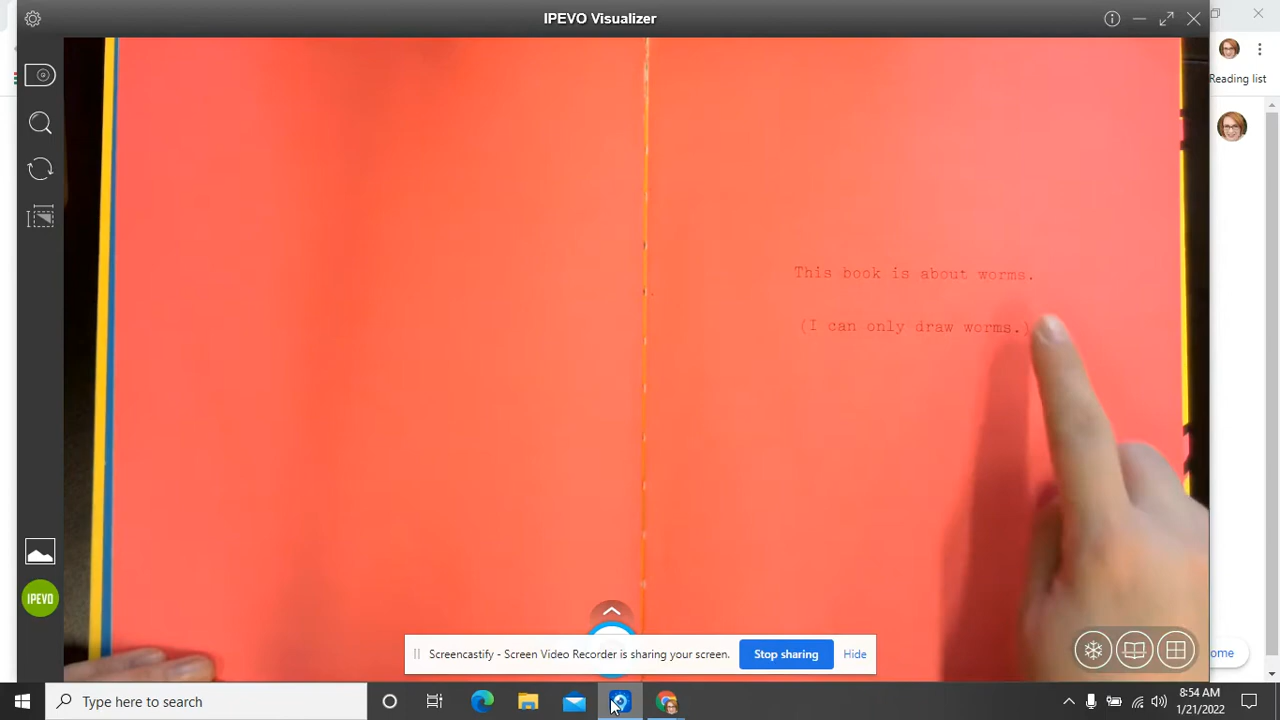 IPEVO Visualizer
Reading list
This book is about worms.
(I can only draw worms.)
IPEVO
Screencastify - Screen Video Recorder is sharing your screen.
Stop sharing
Hide
ome
Type here to search
8:54 AM
1/21/2022